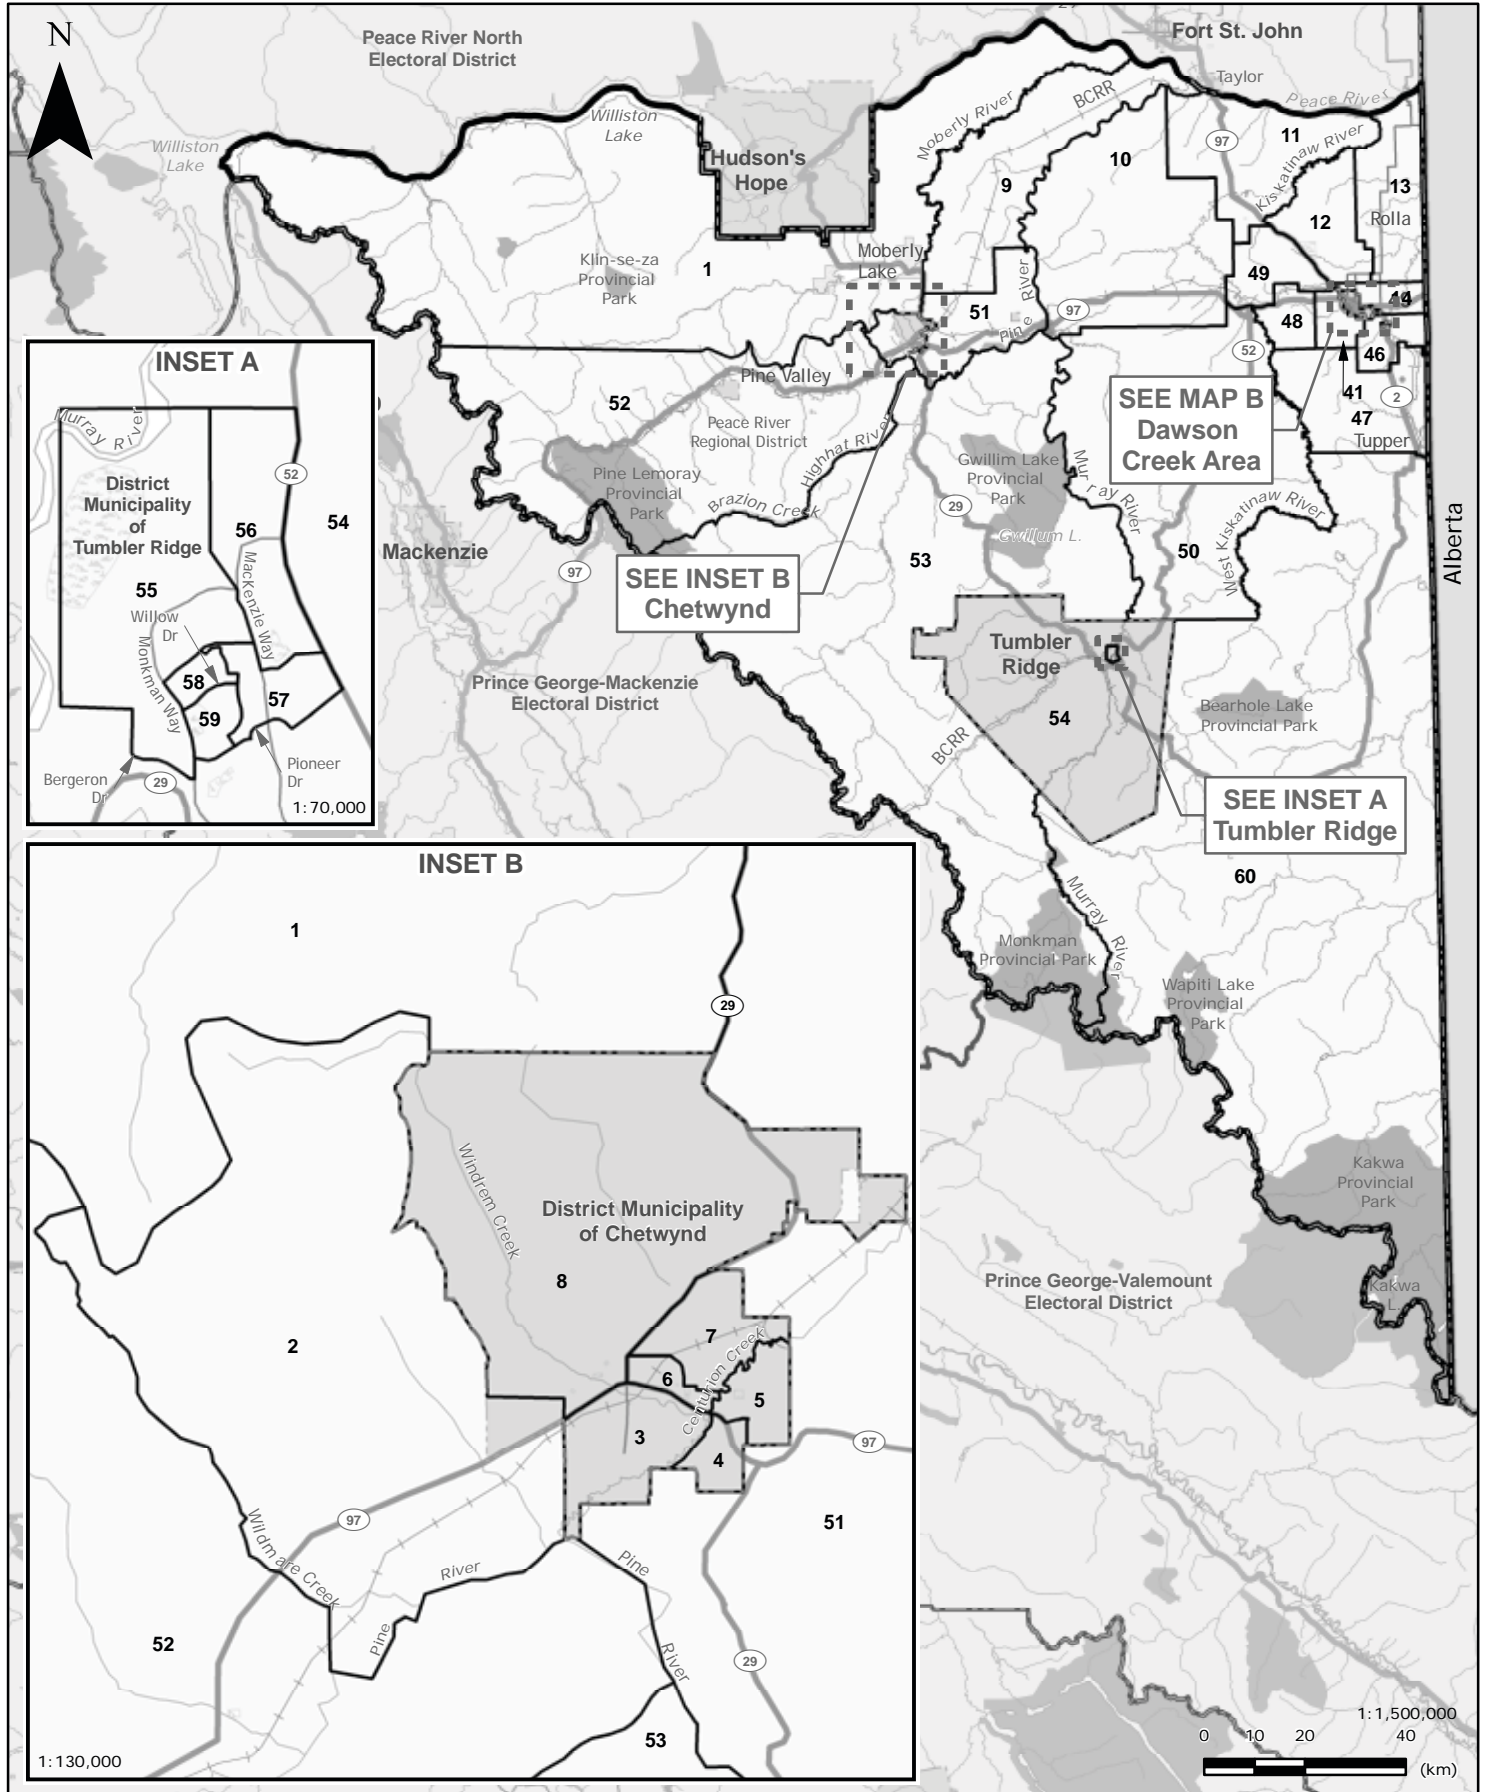 N
Peace River North
Electoral District
Fort St. John
Taylor
Peace River
Williston
Lake
Williston
Lake
Moberly River
BCRR
97
11
Kiskatinaw River
10
9
13
Rolla
12
Hudson's
Hope
Moberly
Lake
Klin-se-za
Provincial
Park
1
49
51
Pine River
97
48
52
46
41
2
47
Tupper
SEE MAP B
Dawson
Creek Area
Pine Valley
52
Peace River
Regional District
Highhat River
Pine Lemoray
Provincial
Park
Brazion Creek
Gwillim Lake
Provincial
Park
Gwillum L.
29
Murray River
West Kiskatinaw River
50
53
Alberta
Mackenzie
97
SEE INSET B
Chetwynd
Tumbler
Ridge
54
BCRR
Bearhole Lake
Provincial Park
Prince George-Mackenzie
Electoral District
SEE INSET A
Tumbler Ridge
60
Murray River
Monkman
Provincial Park
Wapiti Lake
Provincial
Park
Kakwa
Provincial
Park
Kakwa
L.
Prince George-Valemount
Electoral District
1:1,500,000
0 10 20 40
(km)
INSET A
Murray River
District
Municipality
of
Tumbler Ridge
52
56
54
55
Mackenzie Way
Willow
Dr
Monkman Way
58
57
59
Bergeron
Dr
29
Pioneer
Dr
1:70,000
INSET B
1
29
Windrem Creek
District Municipality
of Chetwynd
8
2
7
Centurion Creek
6
5
3
4
97
97
51
Wildmare Creek
Pine River
Pine River
52
29
53
1:130,000